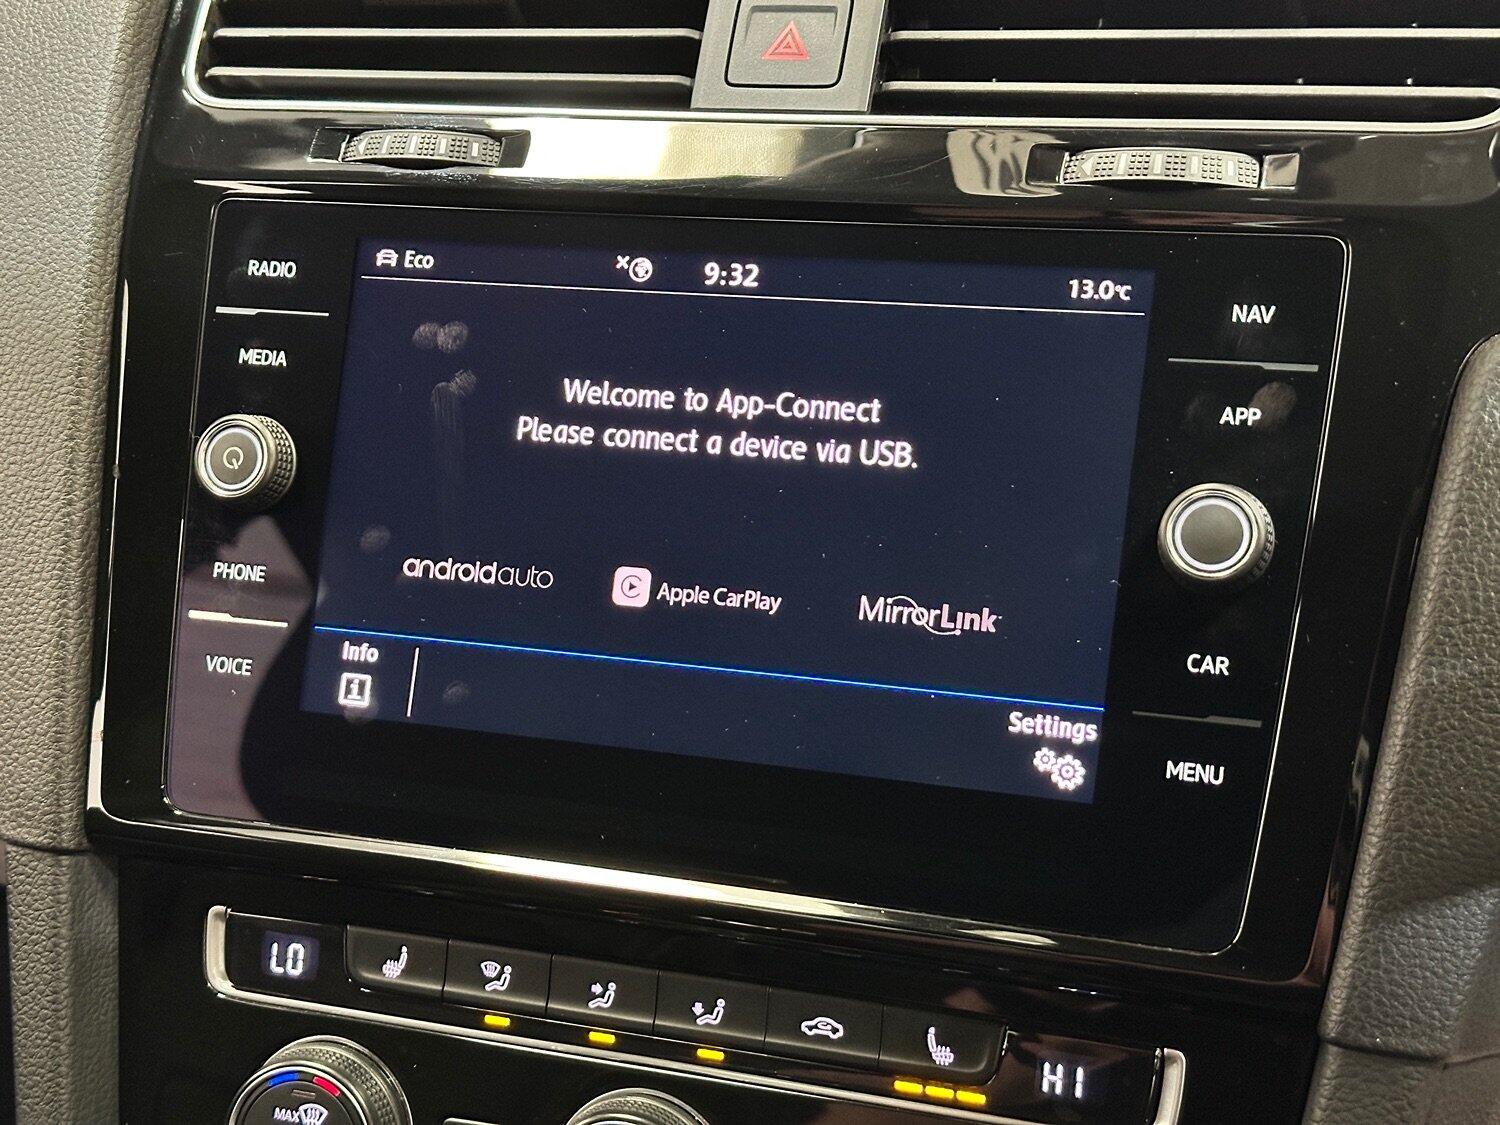 RADIO
MEDIA
PHONE
VOICE
Eco
9:32
13.0°C
Welcome to App-Connect
Please connect a device via USB.
androidauto
Apple CarPlay
MirrorLink
Info
Settings
NAV
APP
CAR
MENU
LO
HI
MAX